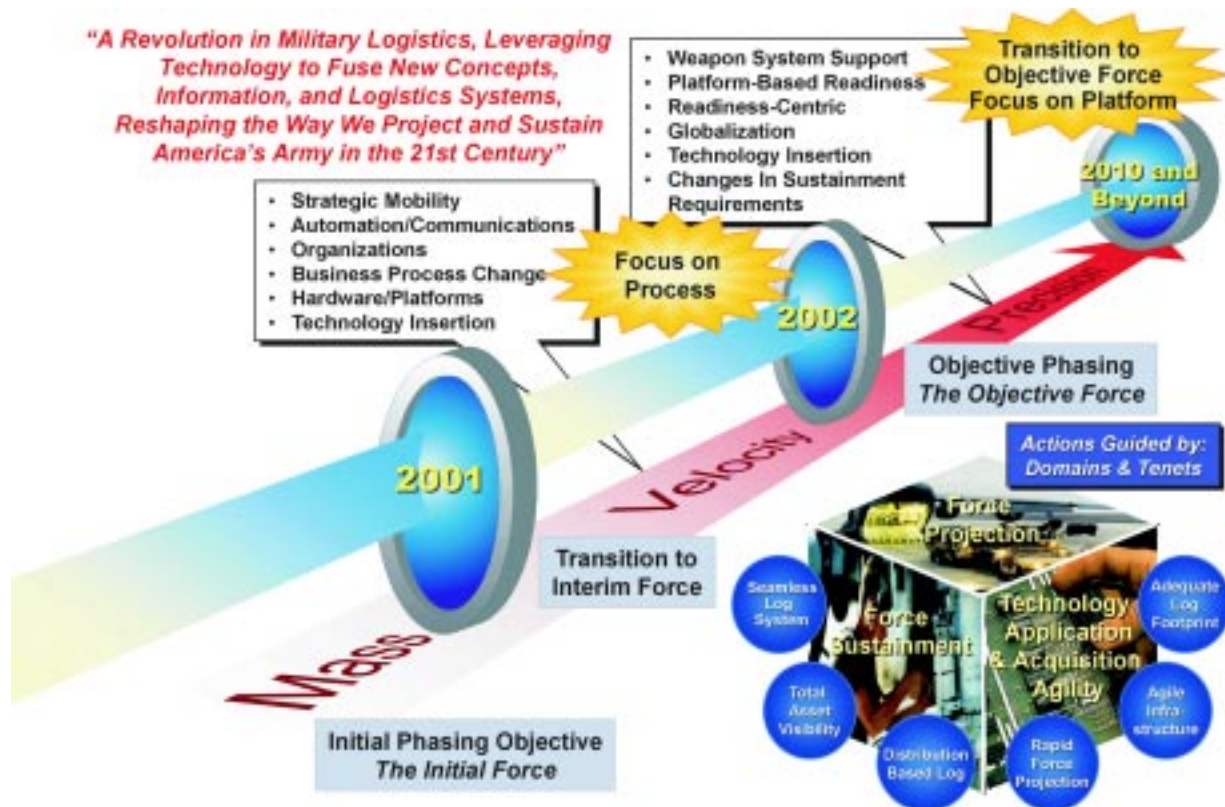 “A Revolution in Military Logistics, Leveraging
Technology to Fuse New Concepts,
Information, and Logistics Systems,
Reshaping the Way We Project and Sustain
America’s Army in the 21st Century”
• Weapon System Support
• Platform-Based Readiness
• Readiness-Centric
• Globalization
• Technology Insertion
• Changes In Sustainment
Requirements
Transition to
Objective Force
Focus on Platform
2010 and
Beyond
• Strategic Mobility
• Automation/Communications
• Organizations
• Business Process Change
• Hardware/Platforms
• Technology Insertion
Focus on
Process
2002
2001
Precision
Velocity
Mass
Objective Phasing
The Objective Force
Transition to
Interim Force
Initial Phasing Objective
The Initial Force
Actions Guided by:
Domains & Tenets
Force
Projection
Force
Sustainment
Technology
Application
& Acquisition
Agility
Seamless
Log
System
Total
Asset
Visibility
Distribution
Based Log
Rapid
Force
Projection
Agile
Infra-
structure
Adequate
Log
Footprint